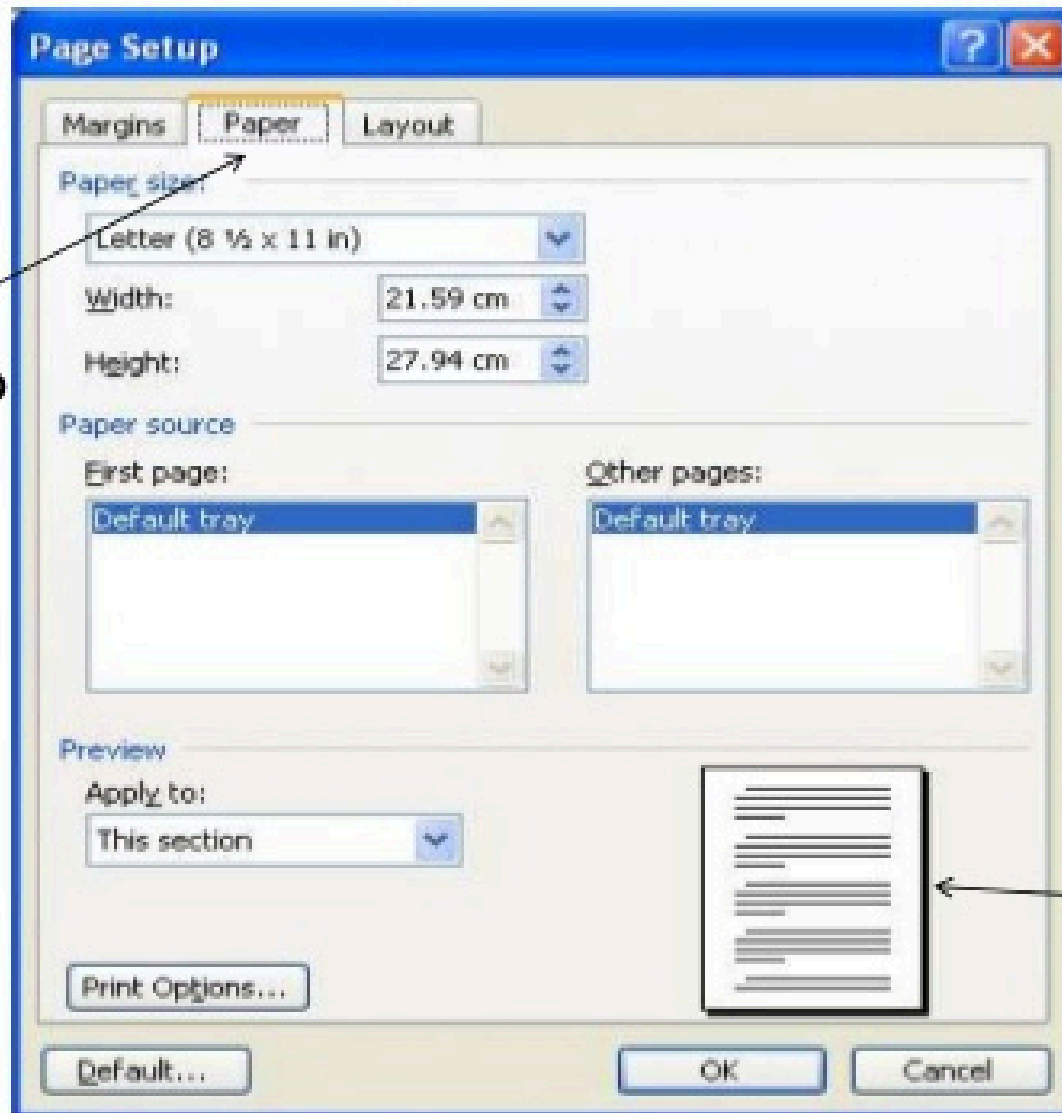 Page Setup
Margins Paper Layout
Paper size:
Letter (8 ½ x 11 in)
Width: 21.59 cm
Height: 27.94 cm
Paper source
First page: Other pages:
Default tray Default tray
Preview
Apply to:
This section
Print Options...
Default... OK Cancel